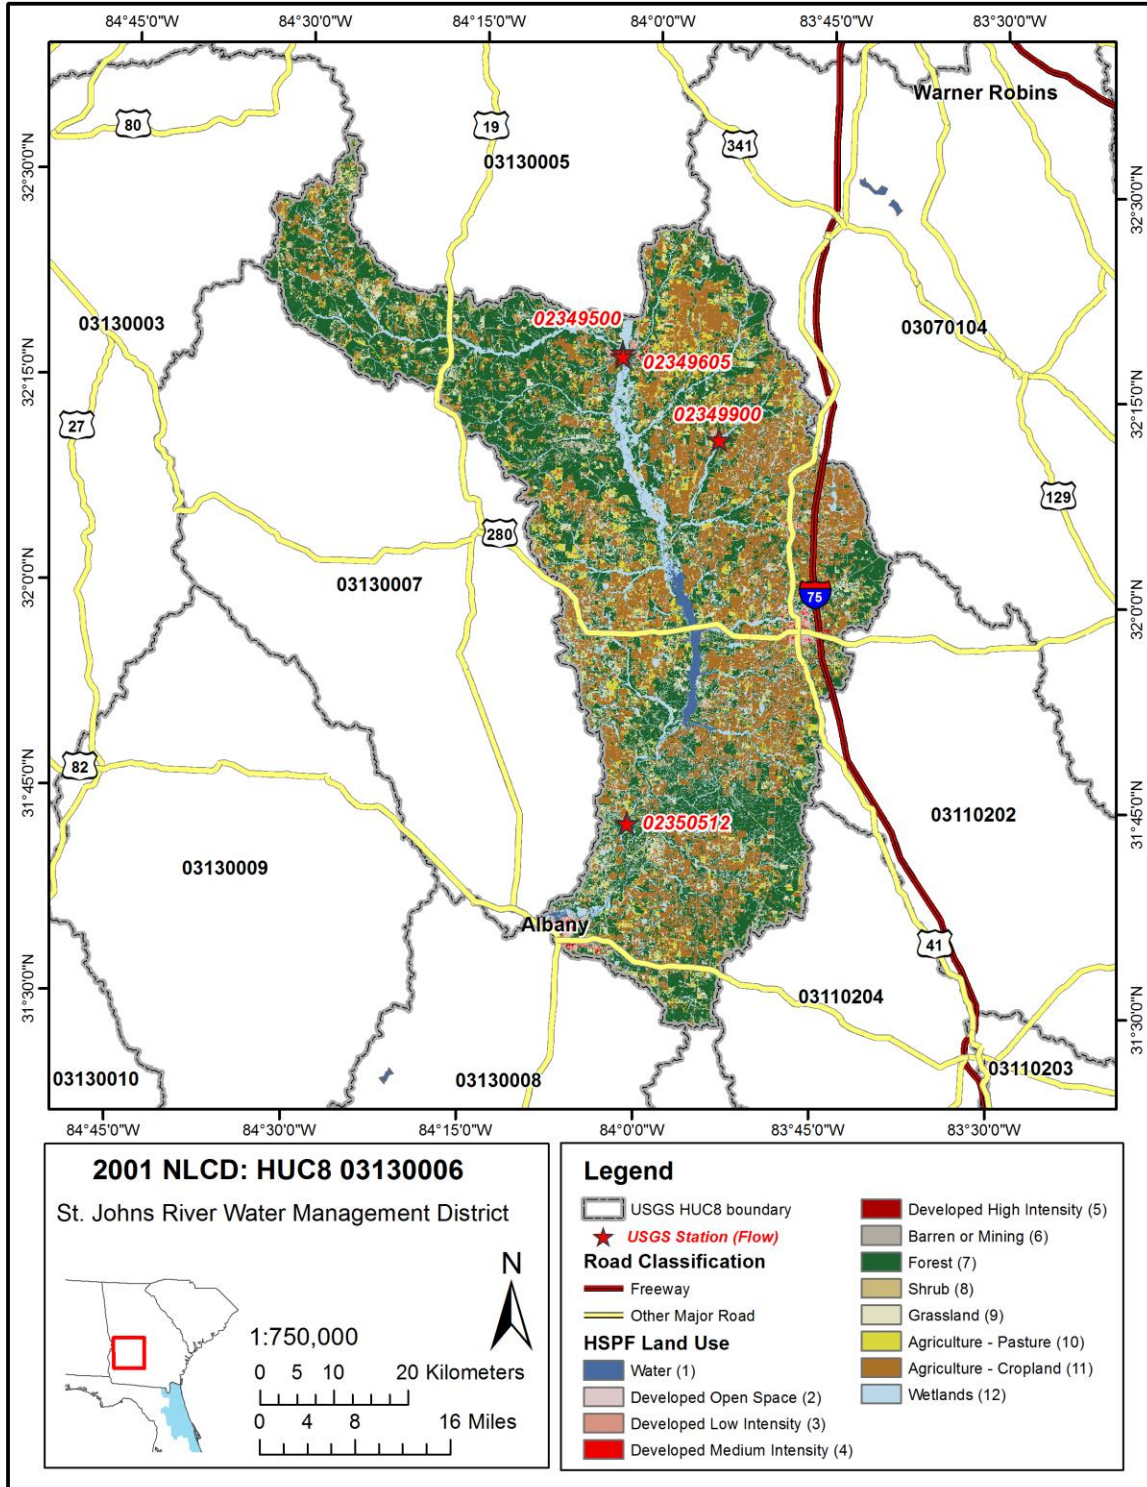 84°45'0"W 84°30'0"W 84°15'0"W 84°0'0"W 83°45'0"W 83°30'0"W
Warner Robins
80
19
341
03130005
32°30'0"N
32°30'0"N
02349500
03130003
03070104
02349605
32°15'0"N
32°15'0"N
02349900
27
129
280
03130007
32°0'0"N
32°0'0"N
75
82
31°45'0"N
31°45'0"N
02350512
03110202
03130009
Albany
41
31°30'0"N
31°30'0"N
03110204
03130010
03130008
03110203
84°45'0"W 84°30'0"W 84°15'0"W 84°0'0"W 83°45'0"W 83°30'0"W
2001 NLCD: HUC8 03130006
St. Johns River Water Management District
N
1:750,000
0 5 10 20 Kilometers
0 4 8 16 Miles
Legend
USGS HUC8 boundary
USGS Station (Flow)
Road Classification
Freeway
Other Major Road
HSPF Land Use
Water (1)
Developed Open Space (2)
Developed Low Intensity (3)
Developed Medium Intensity (4)
Developed High Intensity (5)
Barren or Mining (6)
Forest (7)
Shrub (8)
Grassland (9)
Agriculture - Pasture (10)
Agriculture - Cropland (11)
Wetlands (12)